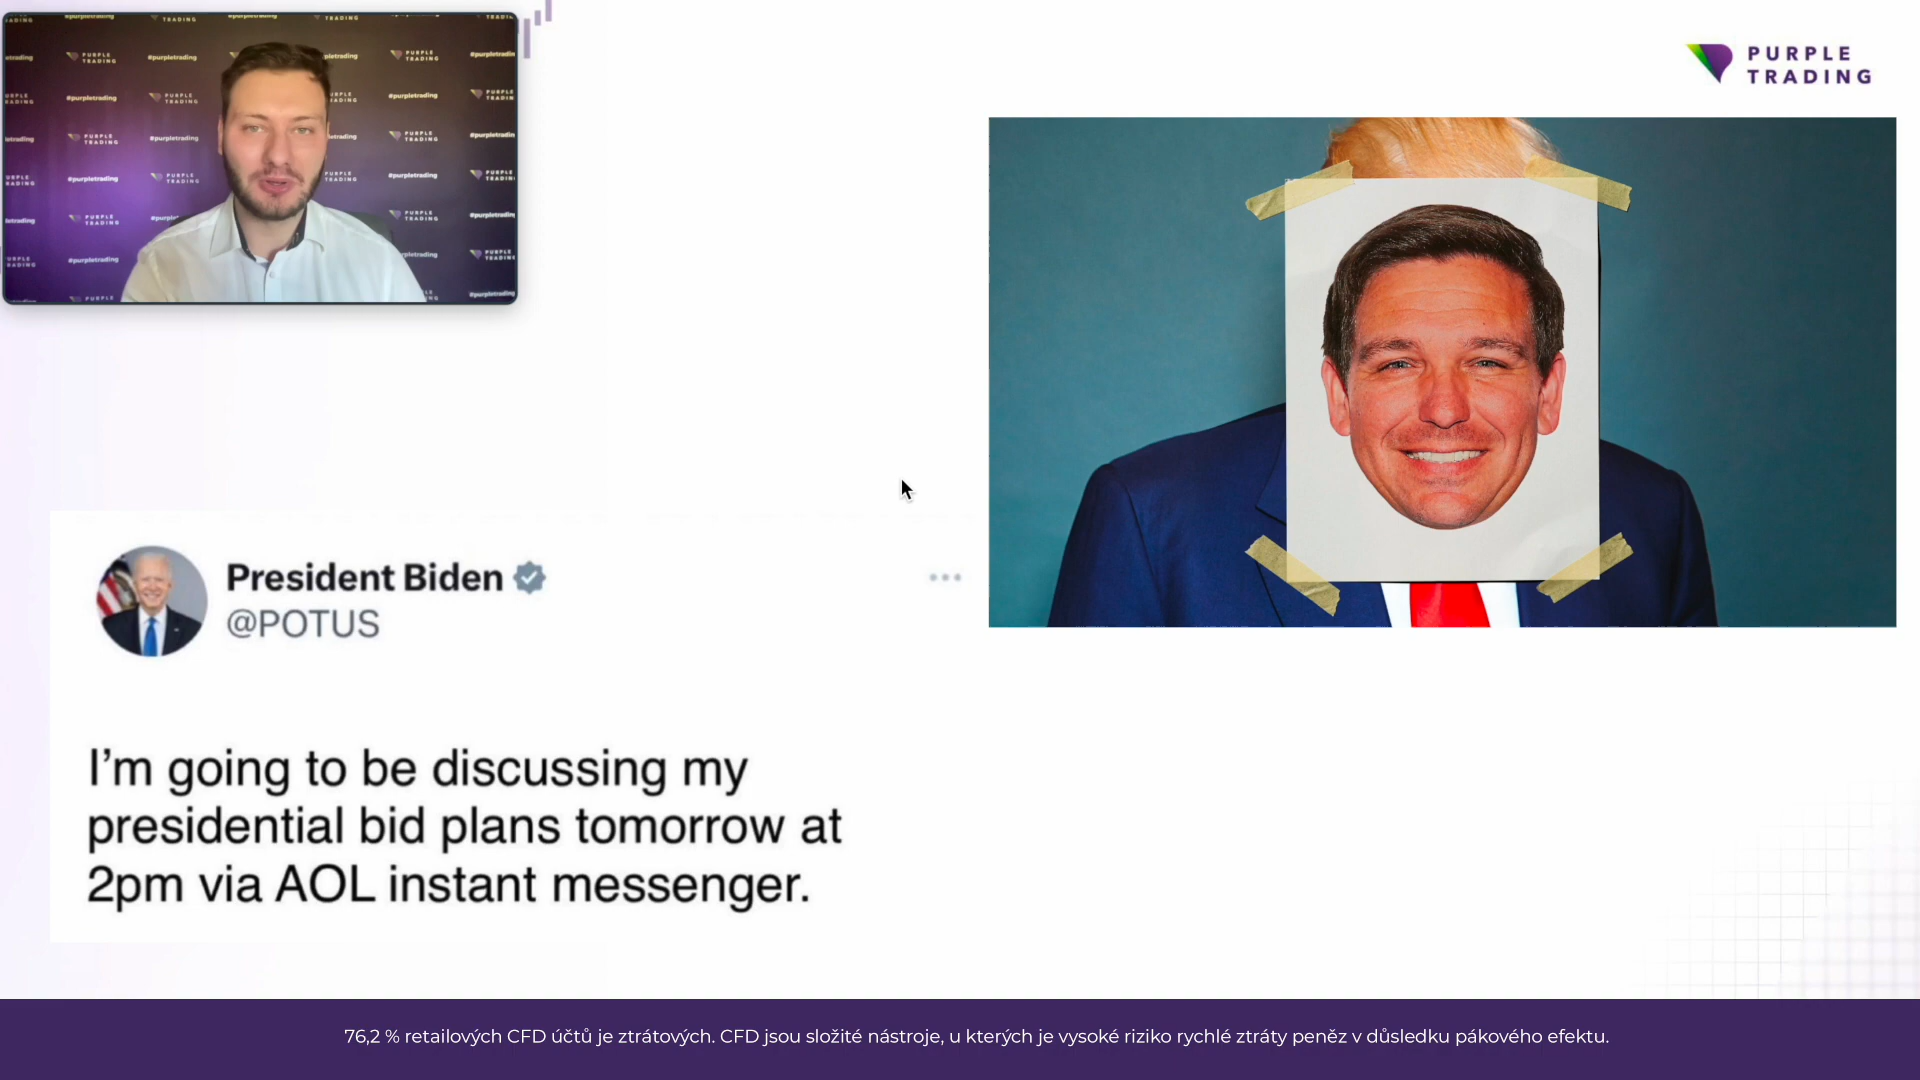 PURPLE
TRADING
#purpletrading
President Biden
@POTUS
I’m going to be discussing my
presidential bid plans tomorrow at
2pm via AOL instant messenger.
76,2 % retailových CFD účtů je ztrátových. CFD jsou složité nástroje, u kterých je vysoké riziko rychlé ztráty peněz v důsledku pákového efektu.